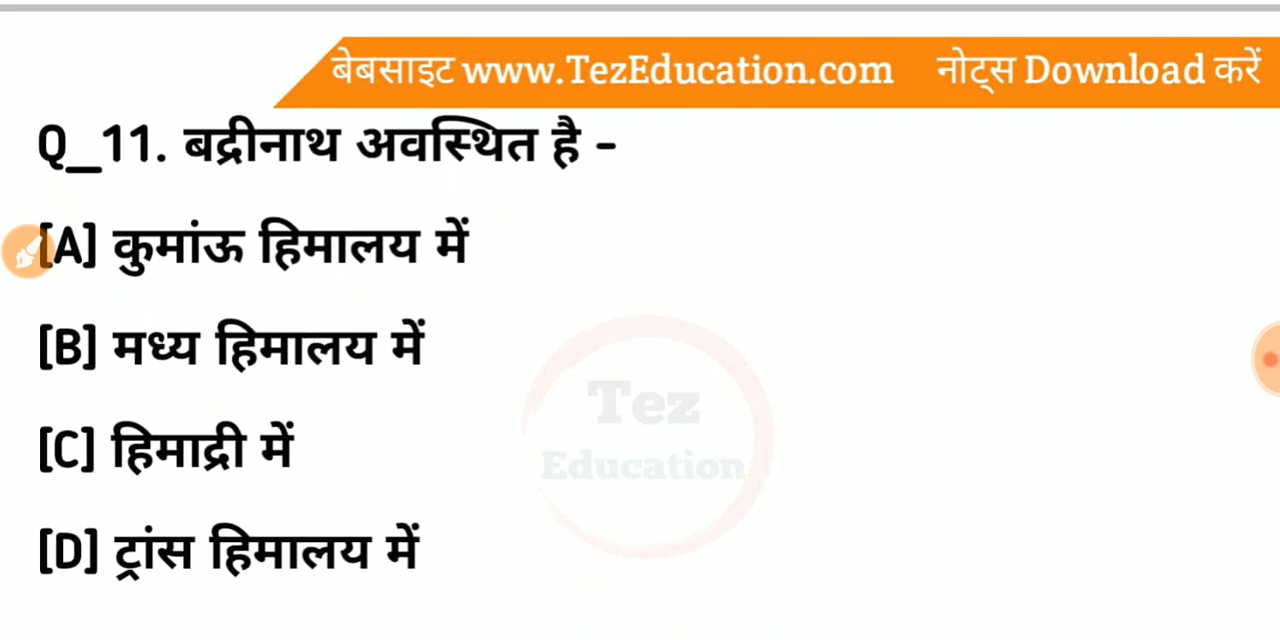 बेबसाइट www.TezEducation.com नोट्स Download करें
Q_11. बद्रीनाथ अवस्थित है -
[A] कुमांऊ हिमालय में
[B] मध्य हिमालय में
Tez
Education
[C] हिमाद्री में
[D] ट्रांस हिमालय में